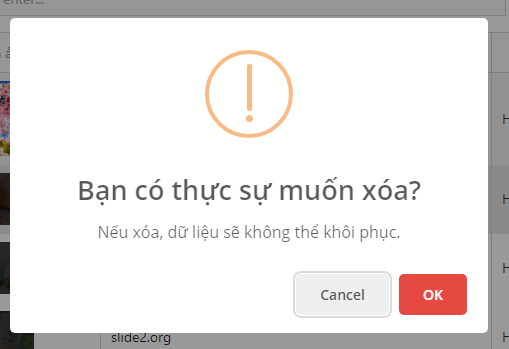 enter...
Bạn có thực sự muốn xóa?
Nếu xóa, dữ liệu sẽ không thể khôi phục.
Cancel
OK
slide2.org